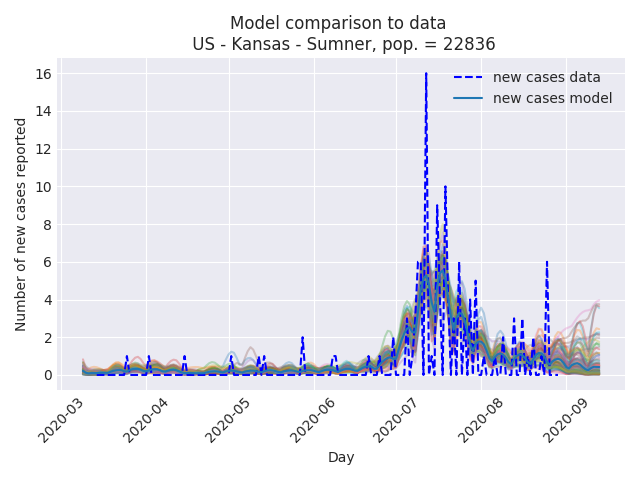 Model comparison to data
US - Kansas - Sumner, pop. = 22836
new cases data
new cases model
Number of new cases reported
16
14
12
10
8
6
4
2
0
2020-03
2020-04
2020-05
2020-06
2020-07
2020-08
2020-09
Day